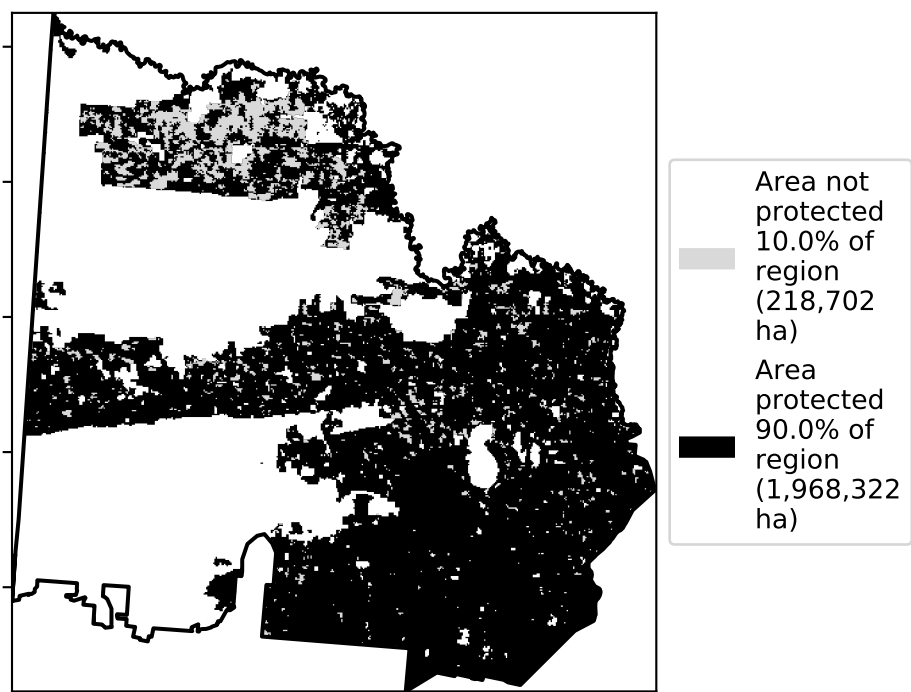 Area not
protected
10.0% of
region
(218,702
ha)
Area
protected
90.0% of
region
(1,968,322
ha)